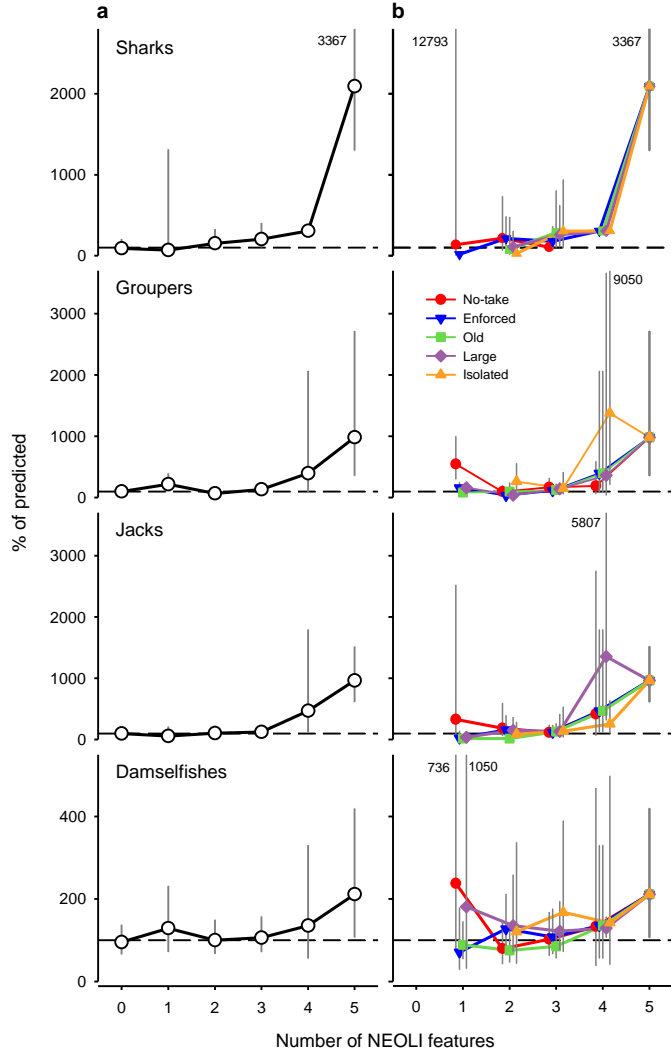 a
b
Sharks
3367
12793
3367
2000
1000
0
Groupers
9050
No-take
Enforced
Old
Large
Isolated
3000
2000
1000
0
% of predicted
Jacks
5807
3000
2000
1000
0
Damselfishes
736
1050
400
200
0
0 1 2 3 4 5
0 1 2 3 4 5
Number of NEOLI features